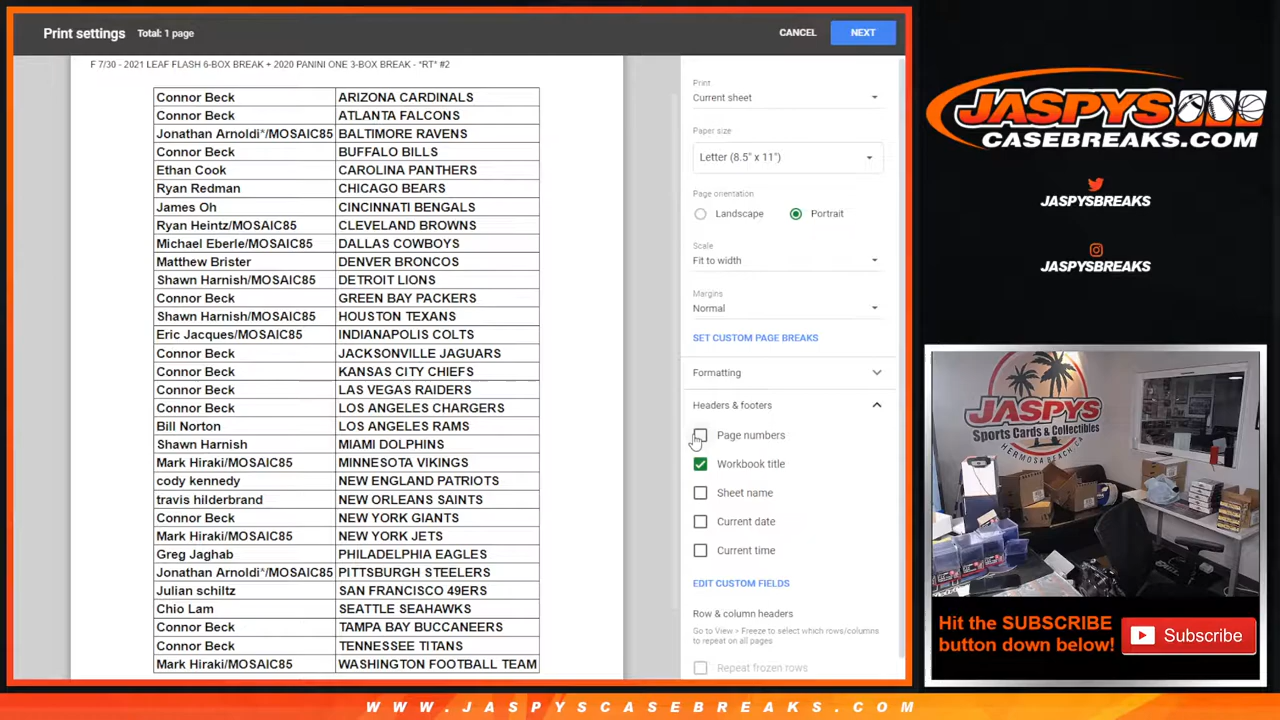 Print settings Total: 1 page CANCEL NEXT
F 7/30 - 2021 LEAF FLASH 6-BOX BREAK + 2020 PANINI ONE 3-BOX BREAK - *RT* #2
Connor Beck ARIZONA CARDINALS
Connor Beck ATLANTA FALCONS
Jonathan Arnoldi*/MOSAIC85 BALTIMORE RAVENS
Connor Beck BUFFALO BILLS
Ethan Cook CAROLINA PANTHERS
Ryan Redman CHICAGO BEARS
James Oh CINCINNATI BENGALS
Ryan Heintz/MOSAIC85 CLEVELAND BROWNS
Michael Eberle/MOSAIC85 DALLAS COWBOYS
Matthew Brister DENVER BRONCOS
Shawn Harnish/MOSAIC85 DETROIT LIONS
Connor Beck GREEN BAY PACKERS
Shawn Harnish/MOSAIC85 HOUSTON TEXANS
Eric Jacques/MOSAIC85 INDIANAPOLIS COLTS
Connor Beck JACKSONVILLE JAGUARS
Connor Beck KANSAS CITY CHIEFS
Connor Beck LAS VEGAS RAIDERS
Connor Beck LOS ANGELES CHARGERS
Bill Norton LOS ANGELES RAMS
Shawn Harnish MIAMI DOLPHINS
Mark Hiraki/MOSAIC85 MINNESOTA VIKINGS
cody kennedy NEW ENGLAND PATRIOTS
travis hilderbrand NEW ORLEANS SAINTS
Connor Beck NEW YORK GIANTS
Mark Hiraki/MOSAIC85 NEW YORK JETS
Greg Jaghab PHILADELPHIA EAGLES
Jonathan Arnoldi*/MOSAIC85 PITTSBURGH STEELERS
Julian schiltz SAN FRANCISCO 49ERS
Chio Lam SEATTLE SEAHAWKS
Connor Beck TAMPA BAY BUCCANEERS
Connor Beck TENNESSEE TITANS
Mark Hiraki/MOSAIC85 WASHINGTON FOOTBALL TEAM
Print
Current sheet
Paper size
Letter (8.5" x 11")
Page orientation
Landscape Portrait
Scale
Fit to width
Margins
Normal
SET CUSTOM PAGE BREAKS
Formatting
Headers & footers
Page numbers
Workbook title
Sheet name
Current date
Current time
EDIT CUSTOM FIELDS
Row & column headers
Go to View > Freeze to select which rows/columns
to repeat on all pages
Repeat frozen rows
JASPYS
CASEBREAKS.COM
JASPYSBREAKS
JASPYSBREAKS
JASPYS
Sports Cards & Collectibles
HERMOSA BEACH, CA
Hit the SUBSCRIBE
button down below!
Subscribe
WWW.JASPYSCASEBREAKS.COM